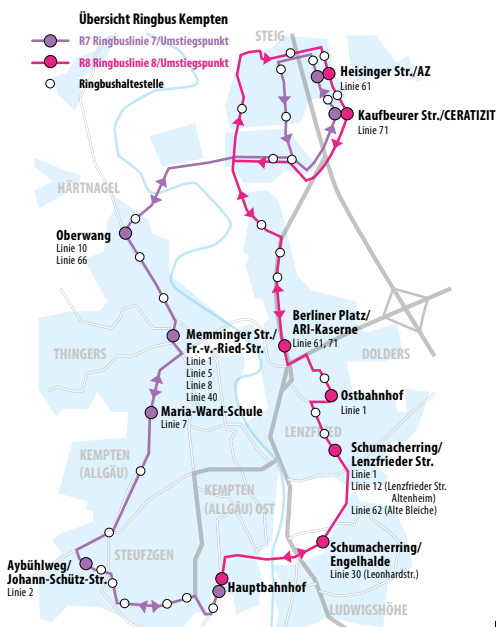 Übersicht Ringbus Kempten
R7 Ringbuslinie 7/Umstiegspunkt
R8 Ringbuslinie 8/Umstiegspunkt
Ringbushaltestelle
STEIG
Heisinger Str./AZ
Linie 61
Kaufbeurer Str./CERATIZIT
Linie 71
HÄRTNAGEL
Oberwang
Linie 10
Linie 66
Berliner Platz/
ARI-Kaserne
Linie 61, 71
Memminger Str./
Fr.-v.-Ried-Str.
Linie 1
Linie 5
Linie 8
Linie 40
THINGERS
DOLDERS
Ostbahnhof
Linie 1
Maria-Ward-Schule
Linie 7
LENZFRIED
Schumacherring/
Lenzfrieder Str.
Linie 1
Linie 12 (Lenzfrieder Str.
Altenheim)
Linie 62 (Alte Bleiche)
KEMPTEN
(ALLGÄU)
KEMPTEN
(ALLGÄU) OST
STEUFZGEN
Schumacherring/
Engelhalde
Linie 30 (Leonhardstr.)
Aybühlweg/
Johann-Schütz-Str.
Linie 2
Hauptbahnhof
LUDWIGSHÖHE